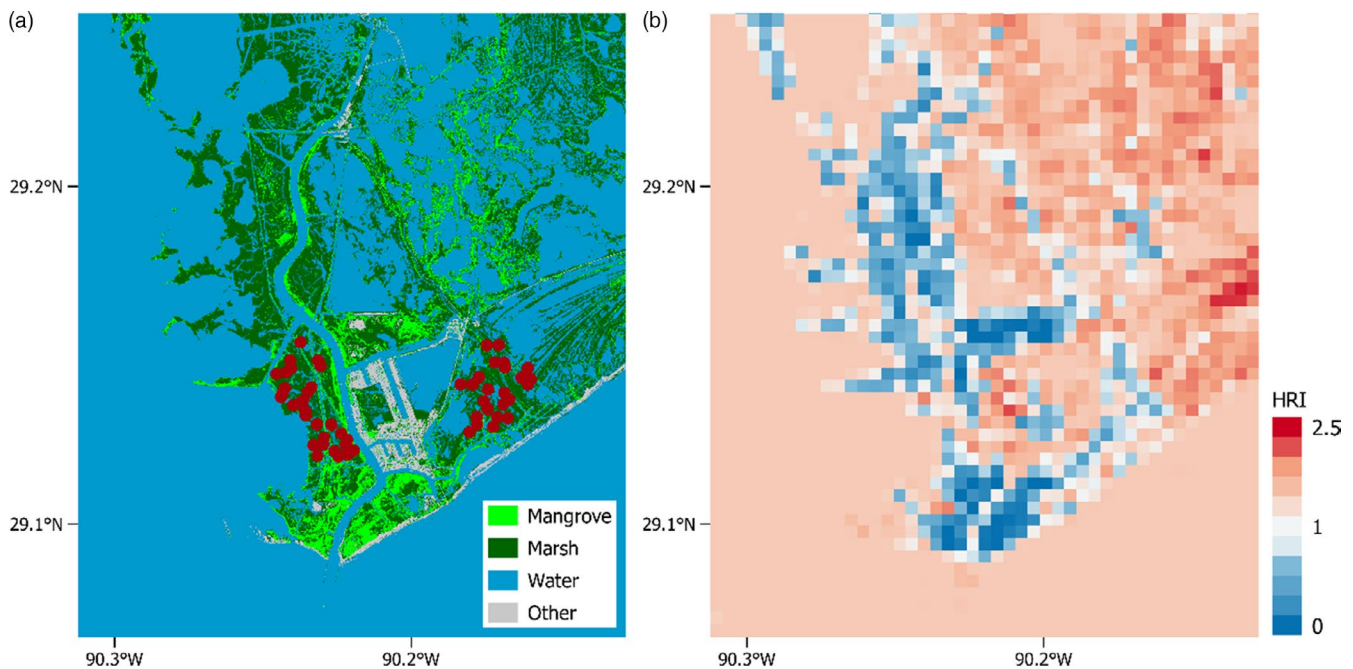 (a)
(b)
29.2°N
29.2°N
29.1°N
29.1°N
Mangrove
Marsh
Water
Other
HRI
2.5
1
0
90.3°W
90.2°W
90.3°W
90.2°W